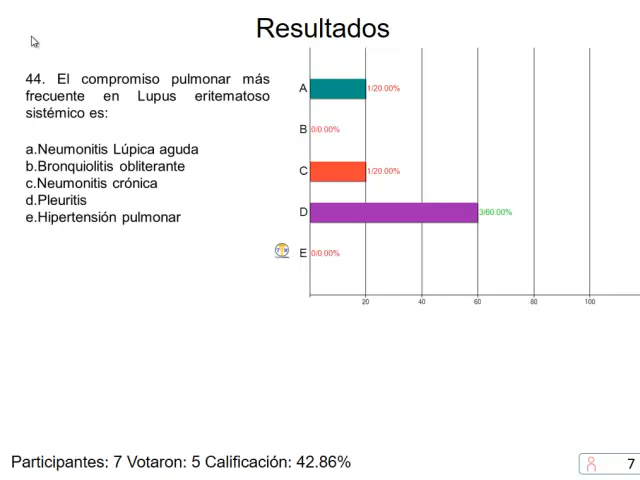 Resultados
44. El compromiso pulmonar más
frecuente en Lupus eritematoso
sistémico es:
a.Neumonitis Lúpica aguda
b.Bronquiolitis obliterante
c.Neumonitis crónica
d.Pleuritis
e.Hipertensión pulmonar
A 1/20.00%
B 0/0.00%
C 1/20.00%
D 3/60.00%
E 0/0.00%
20 40 60 80 100
Participantes: 7 Votaron: 5 Calificación: 42.86%
7